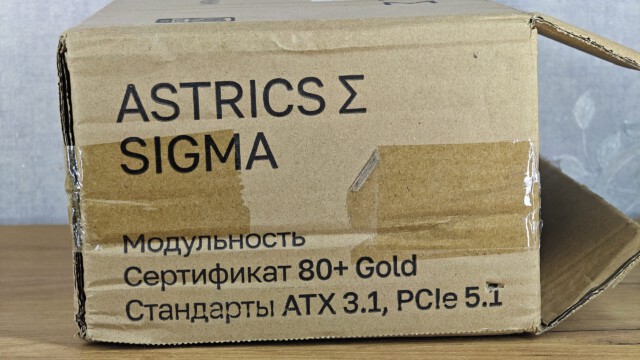 ASTRICS Σ
SIGMA
Модульность
Сертификат 80+ Gold
Стандарты ATX 3.1, PCIe 5.1